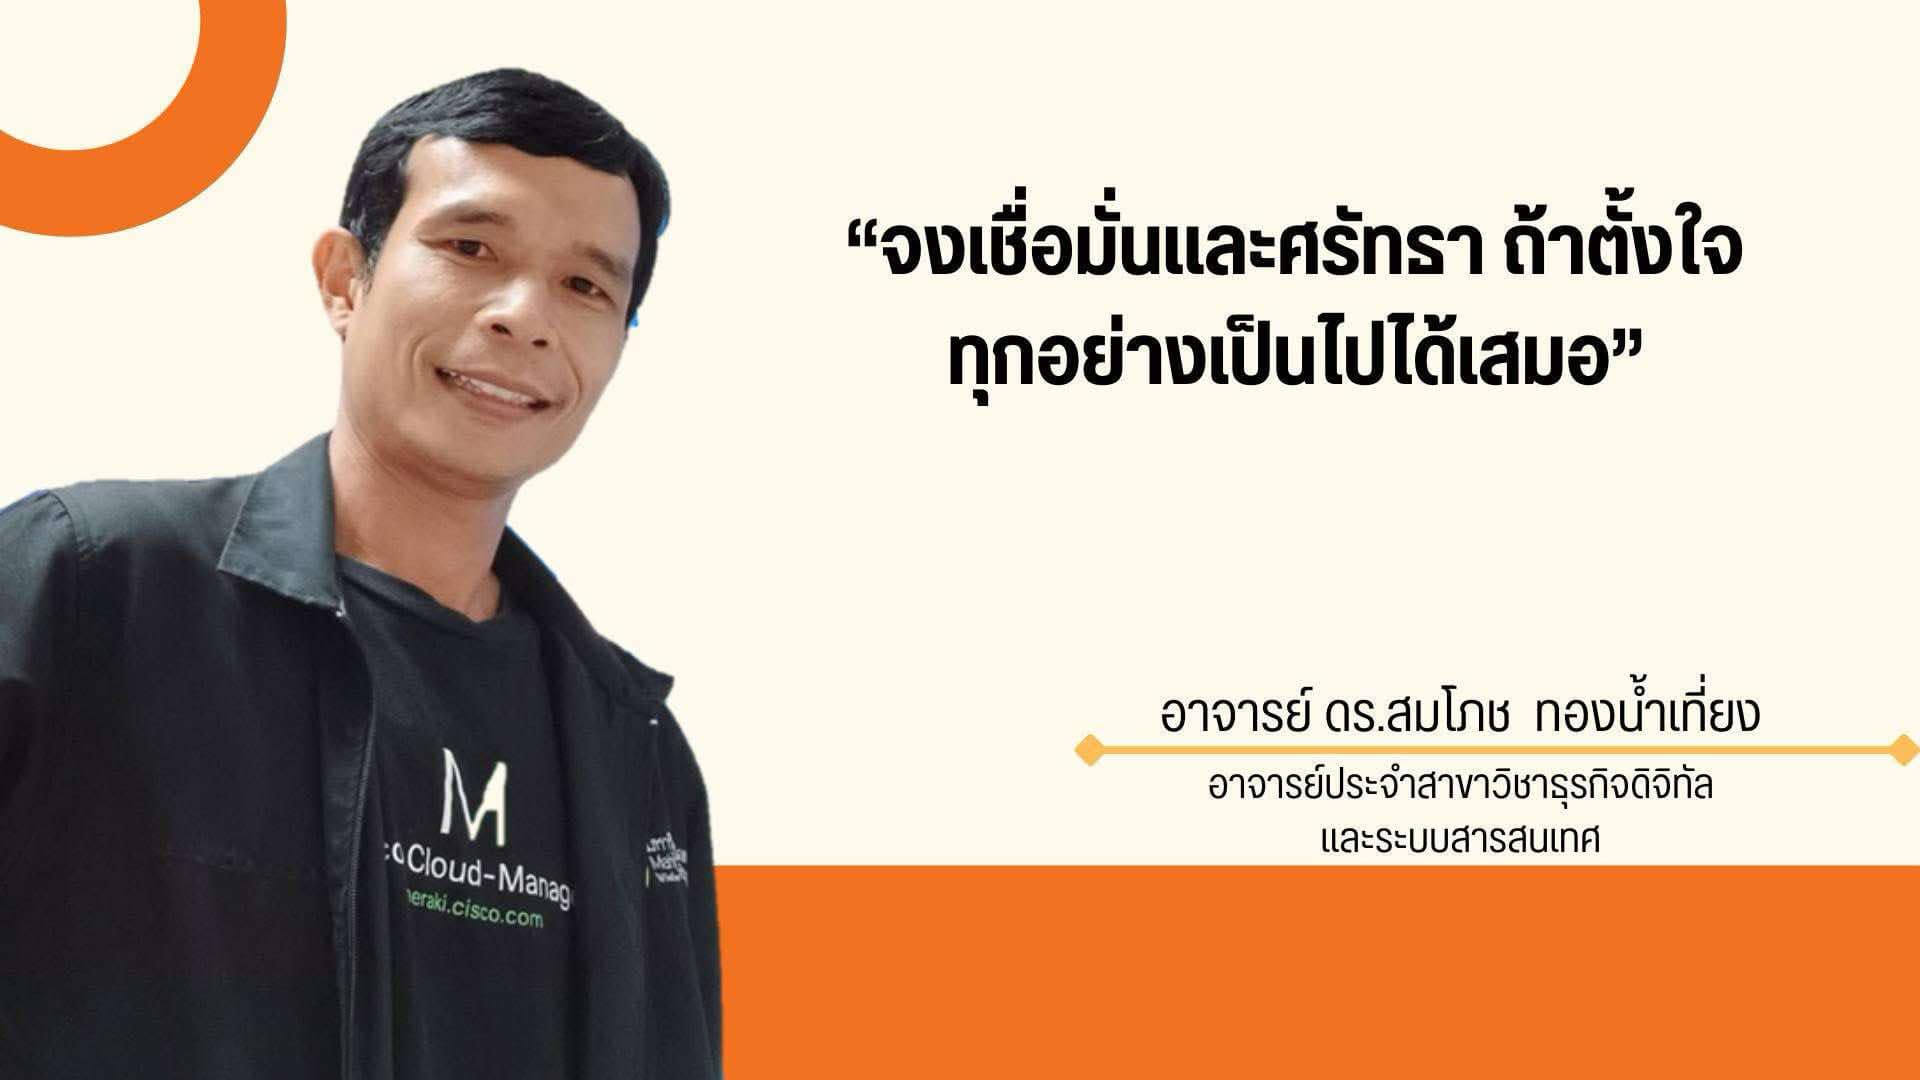 “จงเชื่อมั่นและศรัทธา ถ้าตั้งใจ
ทุกอย่างเป็นไปได้เสมอ”
อาจารย์ ดร.สมโภช ทองน้ำเที่ยง
อาจารย์ประจำสาขาวิชาธุรกิจดิจิทัล
และระบบสารสนเทศ
M
Cloud-Manag
eraki.cisco.com